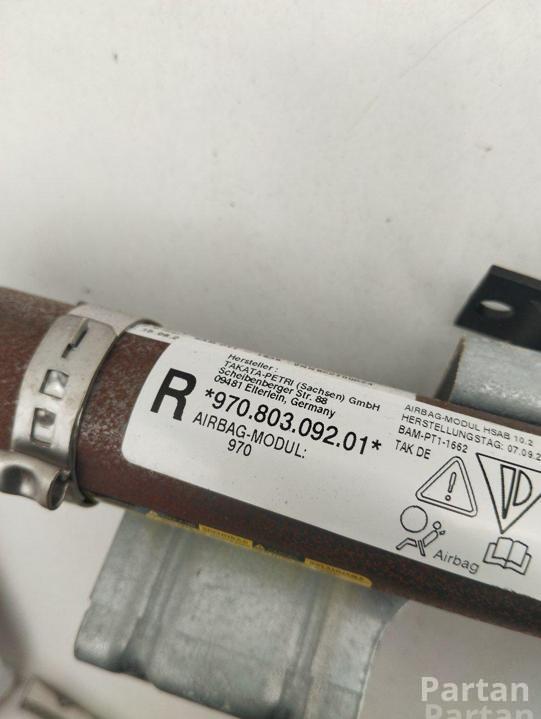 Hersteller :
TAKATA-PETRI (Sachsen) GmbH
Scheibenberger Str. 88
09481 Elterlein, Germany
R
*970.803.092.01*
AIRBAG-MODUL:
970
AIRBAG-MODUL HSAB 10.2
HERSTELLUNGSTAG: 07.09.2
BAM-PT1-1662
TAK DE
Airbag
Partan
Partan